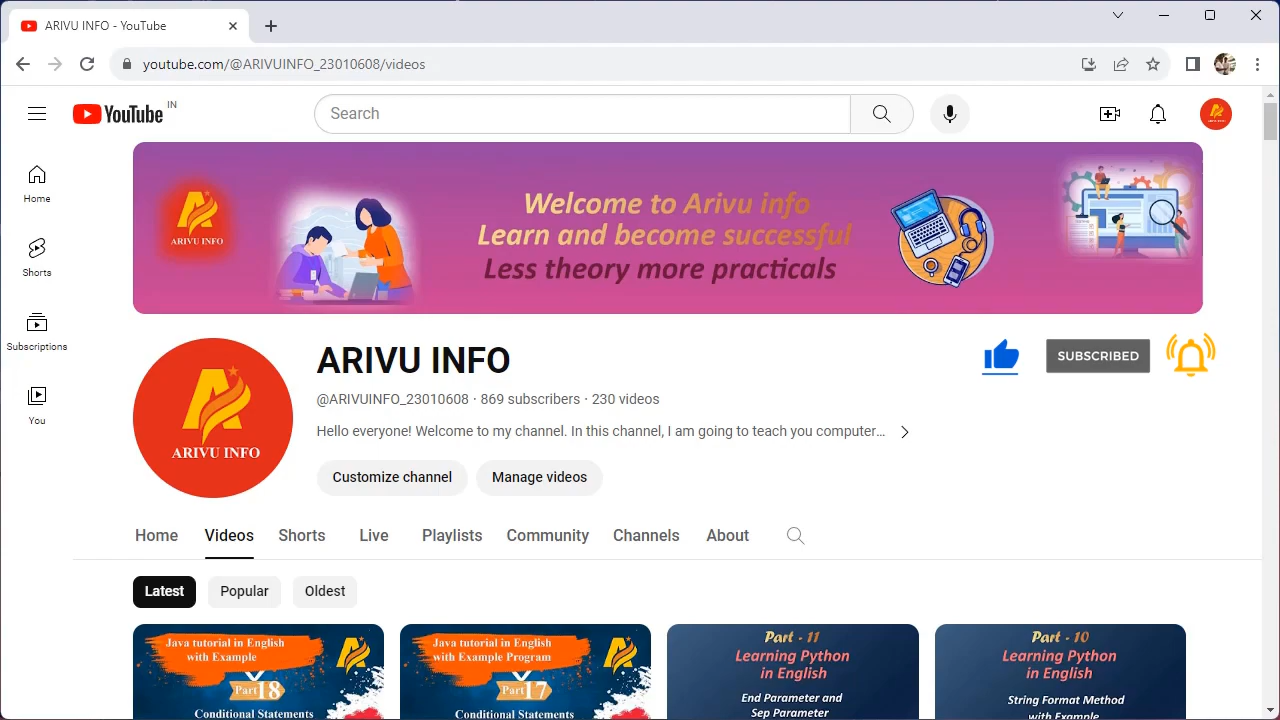 ARIVU INFO - YouTube
youtube.com/@ARIVUINFO_23010608/videos
YouTube IN
Search
Home
Shorts
Subscriptions
You
ARIVU INFO
Welcome to Arivu info
Learn and become successful
Less theory more practicals
ARIVU INFO
ARIVU INFO
@ARIVUINFO_23010608 · 869 subscribers · 230 videos
Hello everyone! Welcome to my channel. In this channel, I am going to teach you computer...
SUBSCRIBED
Customize channel
Manage videos
Home Videos Shorts Live Playlists Community Channels About
Latest Popular Oldest
Java tutorial in English
with Example
Part 18
Conditional Statements
Java tutorial in English
with Example Program
Part 17
Conditional Statements
Part - 11
Learning Python
in English
End Parameter and
Sep Parameter
Part - 10
Learning Python
in English
String Format Method
with Example